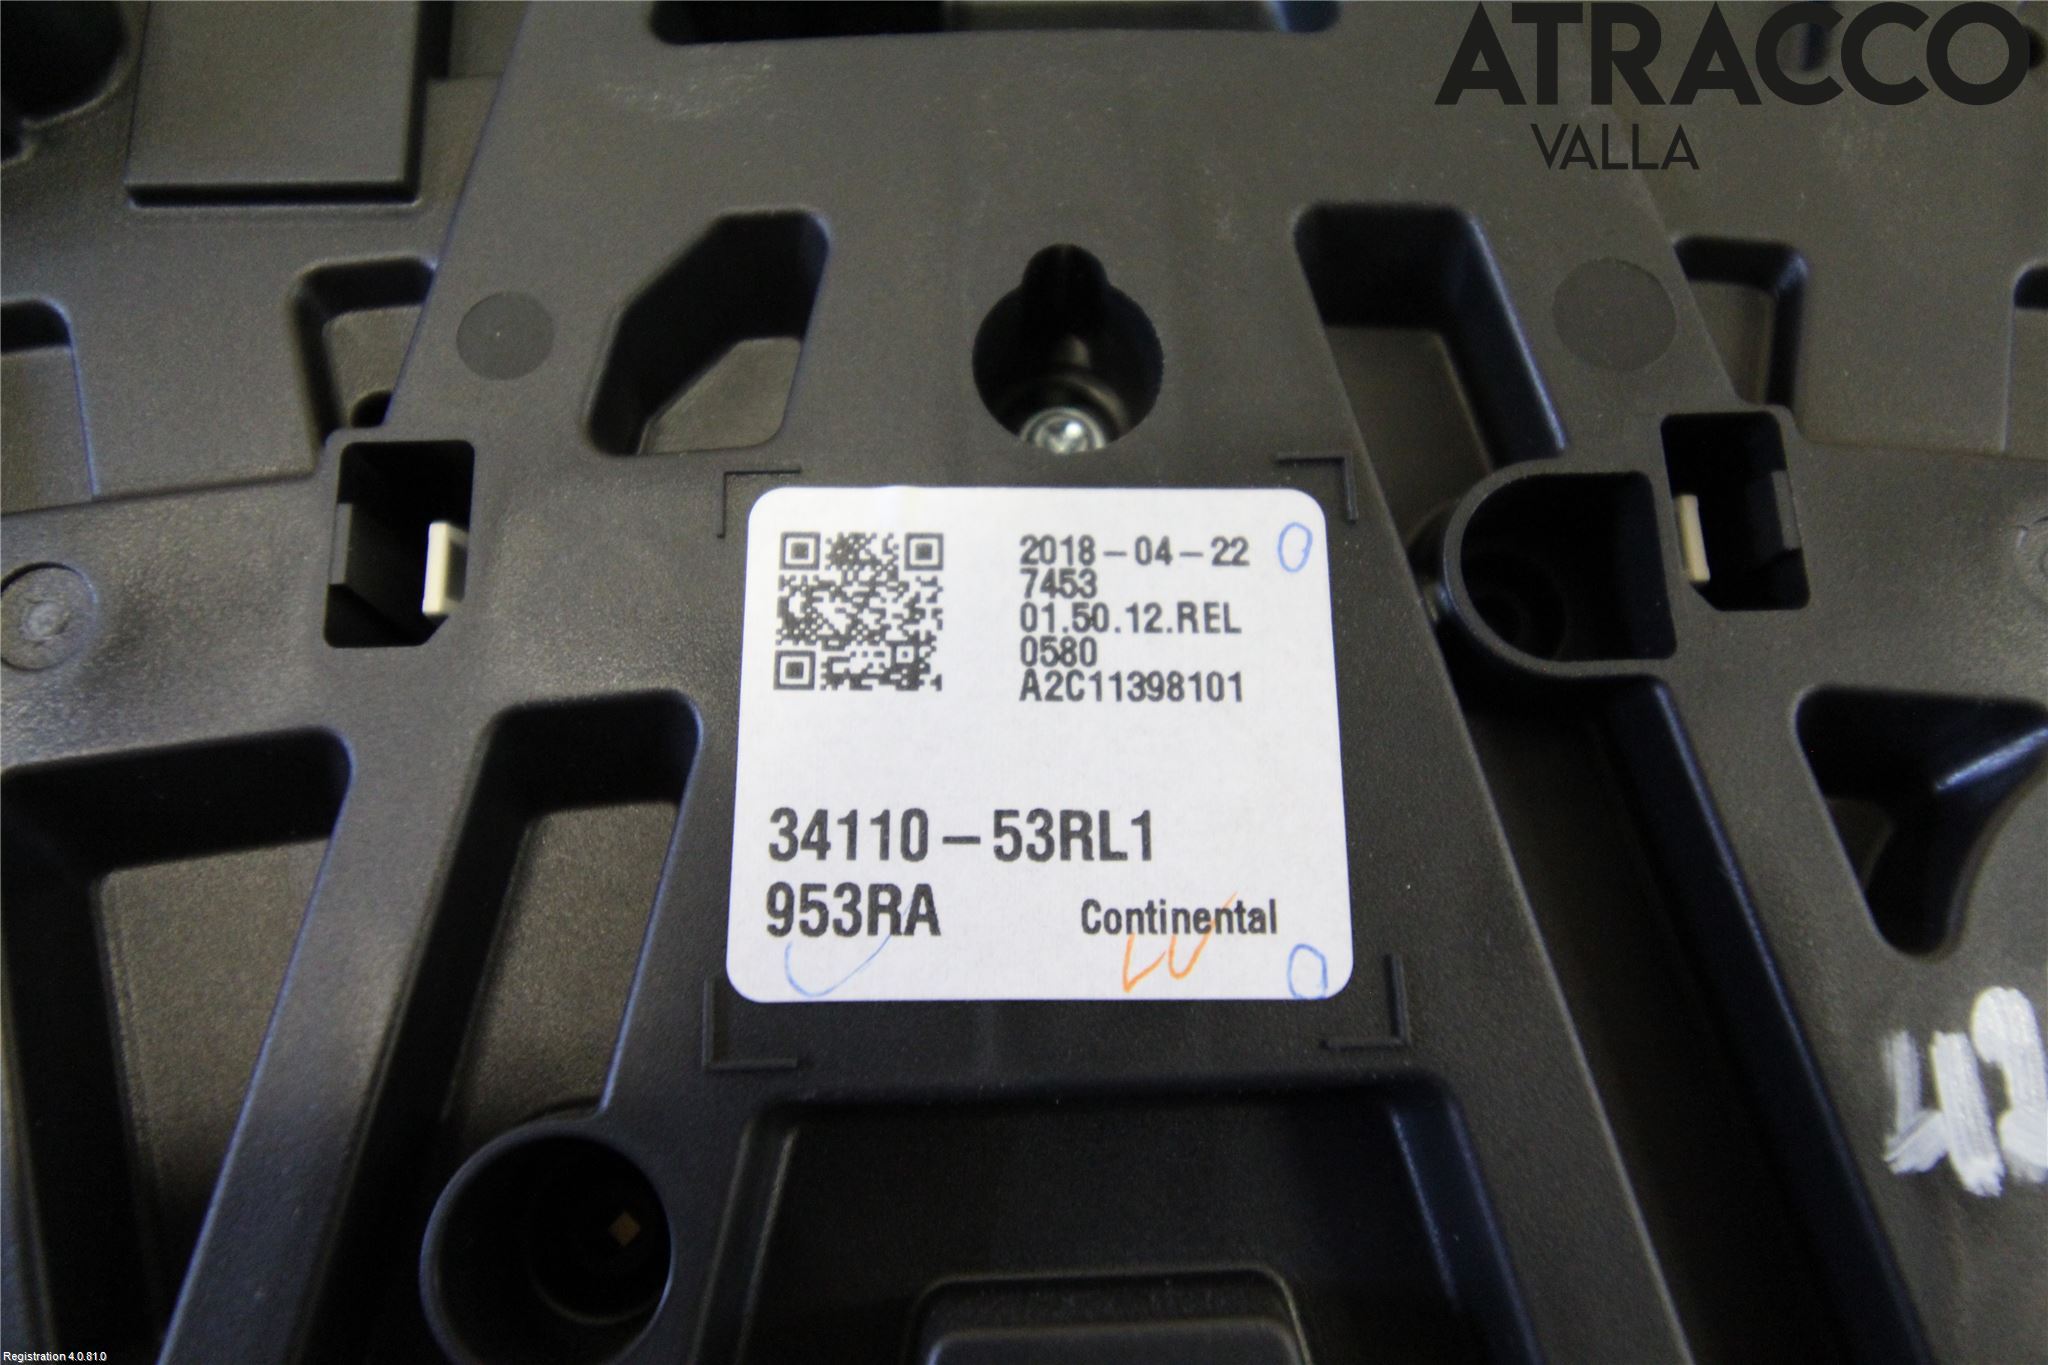 ATRACCO
VALLA
2018-04-22
7453
01.50.12.REL
0580
A2C11398101
34110-53RL1
953RA
Continental
Registration 4.0.81.0